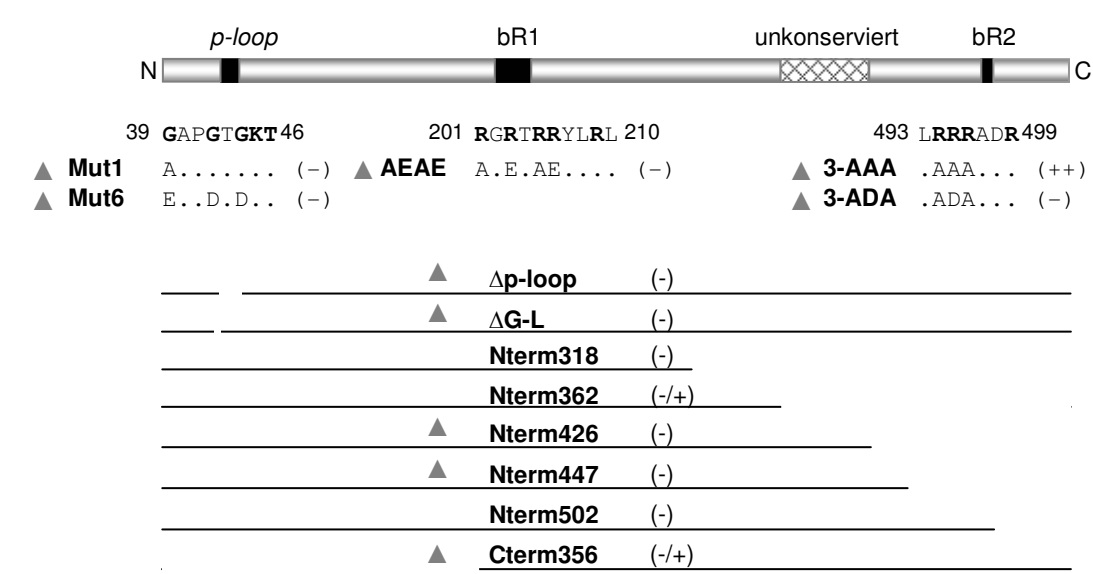 p-loop bR1 unkonserviert bR2
N C
39 GAPGTGKT 46 201 RGRTRRYLRL 210 493 LRRRADR 499
▲ Mut1 A....... (−) ▲ AEAE A.E.AE.... (−) ▲ 3-AAA .AAA... (++)
▲ Mut6 E..D.D.. (−) ▲ 3-ADA .ADA... (−)
▲ Δp-loop (-)
▲ ΔG-L (-)
Nterm318 (-)
Nterm362 (-/+)
▲ Nterm426 (-)
▲ Nterm447 (-)
Nterm502 (-)
▲ Cterm356 (-/+)